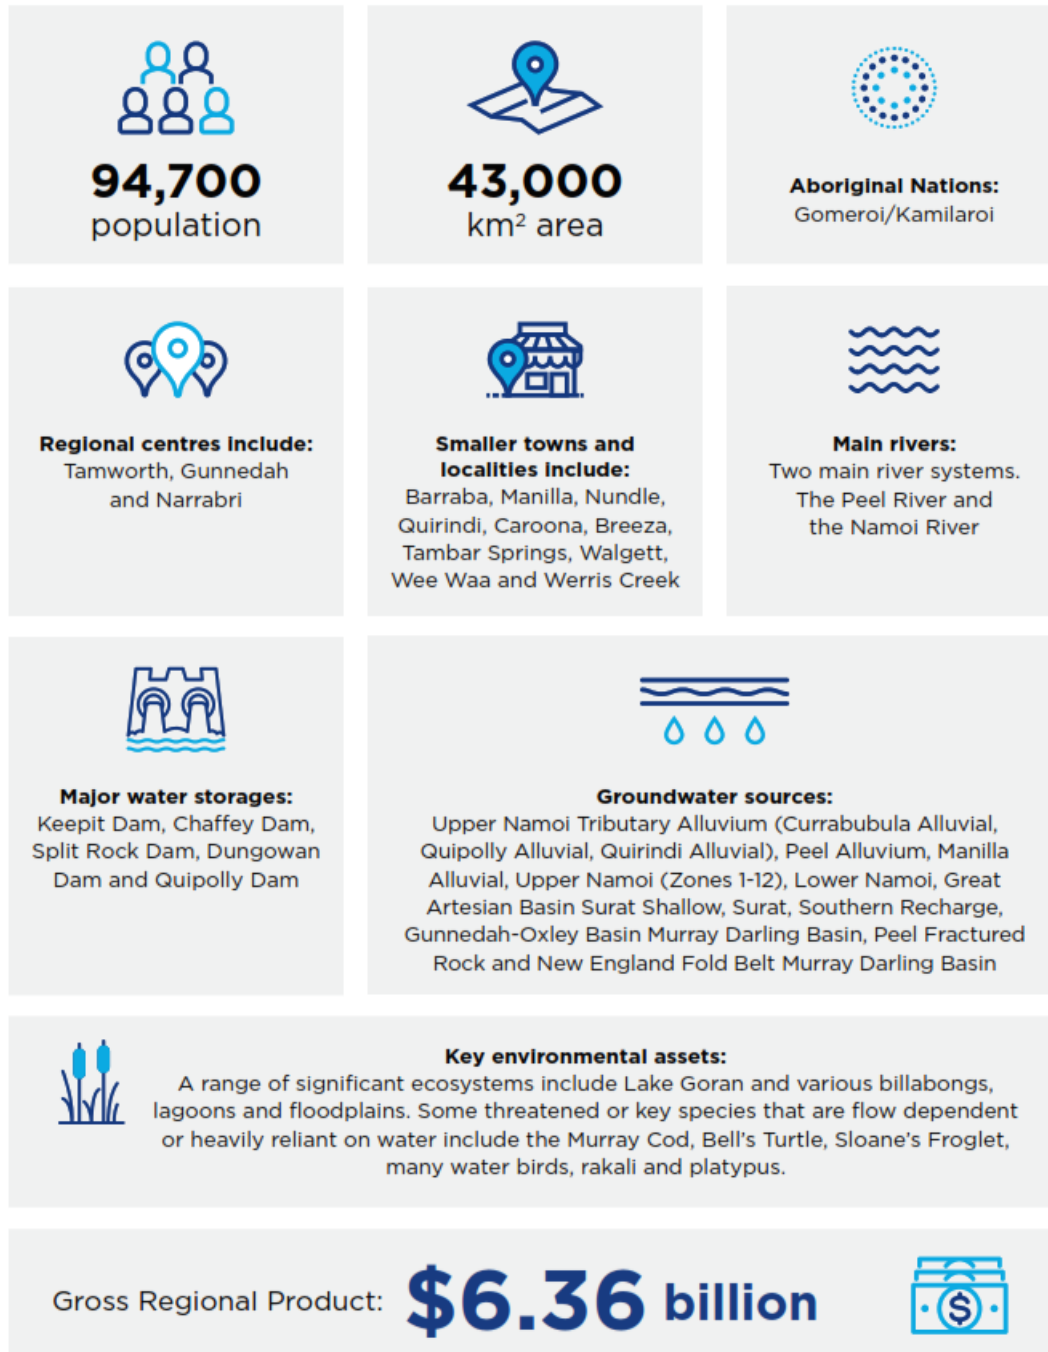 94,700
population
43,000
km² area
Aboriginal Nations:
Gomeroi/Kamilaroi
Regional centres include:
Tamworth, Gunnedah
and Narrabri
Smaller towns and
localities include:
Barraba, Manilla, Nundle,
Quirindi, Caroona, Breeza,
Tambar Springs, Walgett,
Wee Waa and Werris Creek
Main rivers:
Two main river systems.
The Peel River and
the Namoi River
Major water storages:
Keepit Dam, Chaffey Dam,
Split Rock Dam, Dungowan
Dam and Quipolly Dam
Groundwater sources:
Upper Namoi Tributary Alluvium (Currabubula Alluvial,
Quipolly Alluvial, Quirindi Alluvial), Peel Alluvium, Manilla
Alluvial, Upper Namoi (Zones 1-12), Lower Namoi, Great
Artesian Basin Surat Shallow, Surat, Southern Recharge,
Gunnedah-Oxley Basin Murray Darling Basin, Peel Fractured
Rock and New England Fold Belt Murray Darling Basin
Key environmental assets:
A range of significant ecosystems include Lake Goran and various billabongs,
lagoons and floodplains. Some threatened or key species that are flow dependent
or heavily reliant on water include the Murray Cod, Bell's Turtle, Sloane's Froglet,
many water birds, rakali and platypus.
Gross Regional Product: $6.36 billion
$